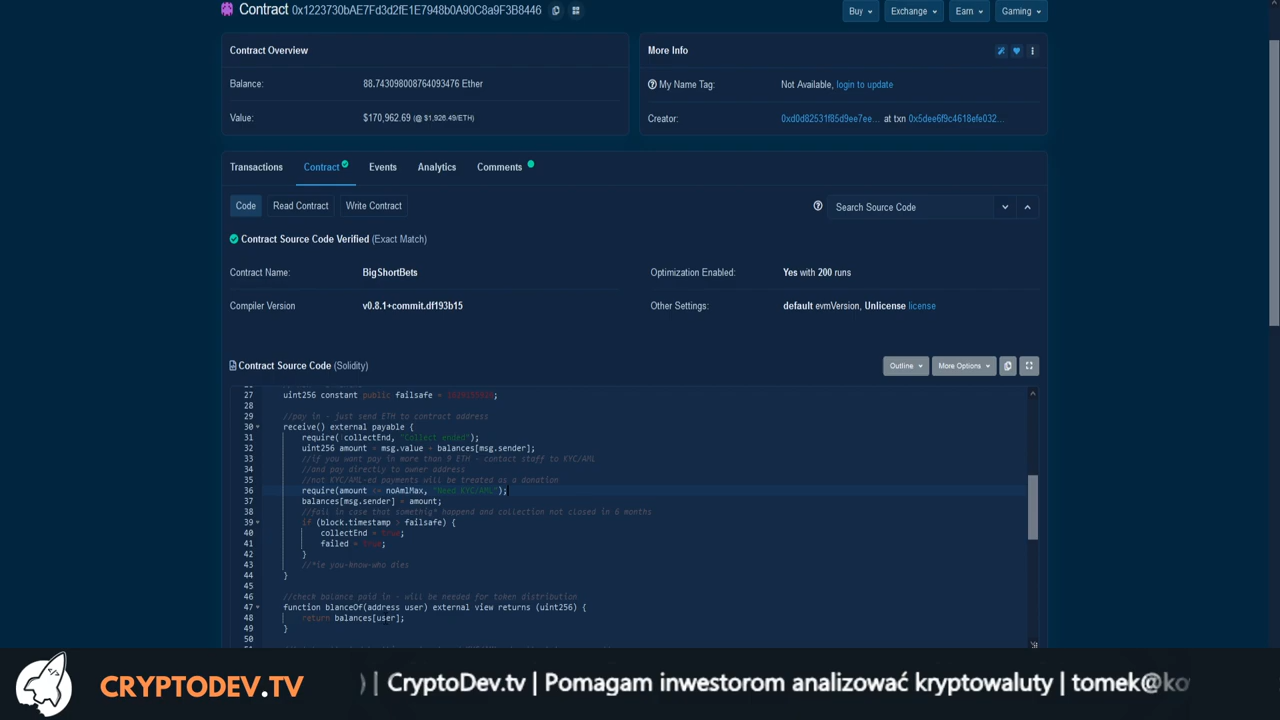 Contract 0x1223730bAE7Fd3d2fE1E7948b0A90C8a9F3B8446
Buy Exchange Earn Gaming
Contract Overview
More Info
Balance: 88.743098008764093476 Ether
My Name Tag: Not Available, login to update
Value: $170,962.69 (@ $1,926.49/ETH)
Creator: 0xd0d82531f85d9ee7ee... at txn 0x5dee6f9c4618efe032...
Transactions Contract Events Analytics Comments
Code Read Contract Write Contract
Search Source Code
Contract Source Code Verified (Exact Match)
Contract Name: BigShortBets
Optimization Enabled: Yes with 200 runs
Compiler Version v0.8.1+commit.df193b15
Other Settings: default evmVersion, Unlicense license
Contract Source Code (Solidity)
Outline More Options
27 uint256 constant public failsafe =
28
29 //pay in - just send ETH to contract address
30 receive() external payable {
31 require(!collectEnd, "Collect ended");
32 uint256 amount = msg.value + balances[msg.sender];
33 //if you want pay in more than 9 ETH - contact staff to KYC/AML
34 //and pay directly to owner address
35 //not KYC/AML-ed payments will be treated as a donation
36 require(amount <= noAmlMax, "Need KYC/AML");
37 balances[msg.sender] = amount;
38 //fail in case that somethig* happend and collection not closed in 6 months
39 if (block.timestamp > failsafe) {
40 collectEnd = true;
41 failed = true;
42 }
43 //*ie you-know-who dies
44 }
45
46 //check balance paid in - will be needed for token distribution
47 function blanceOf(address user) external view returns (uint256) {
48 return balances[user];
49 }
50
CRYPTODEV.TV
) | CryptoDev.tv | Pomagam inwestorom analizować kryptowaluty | tomek@ko